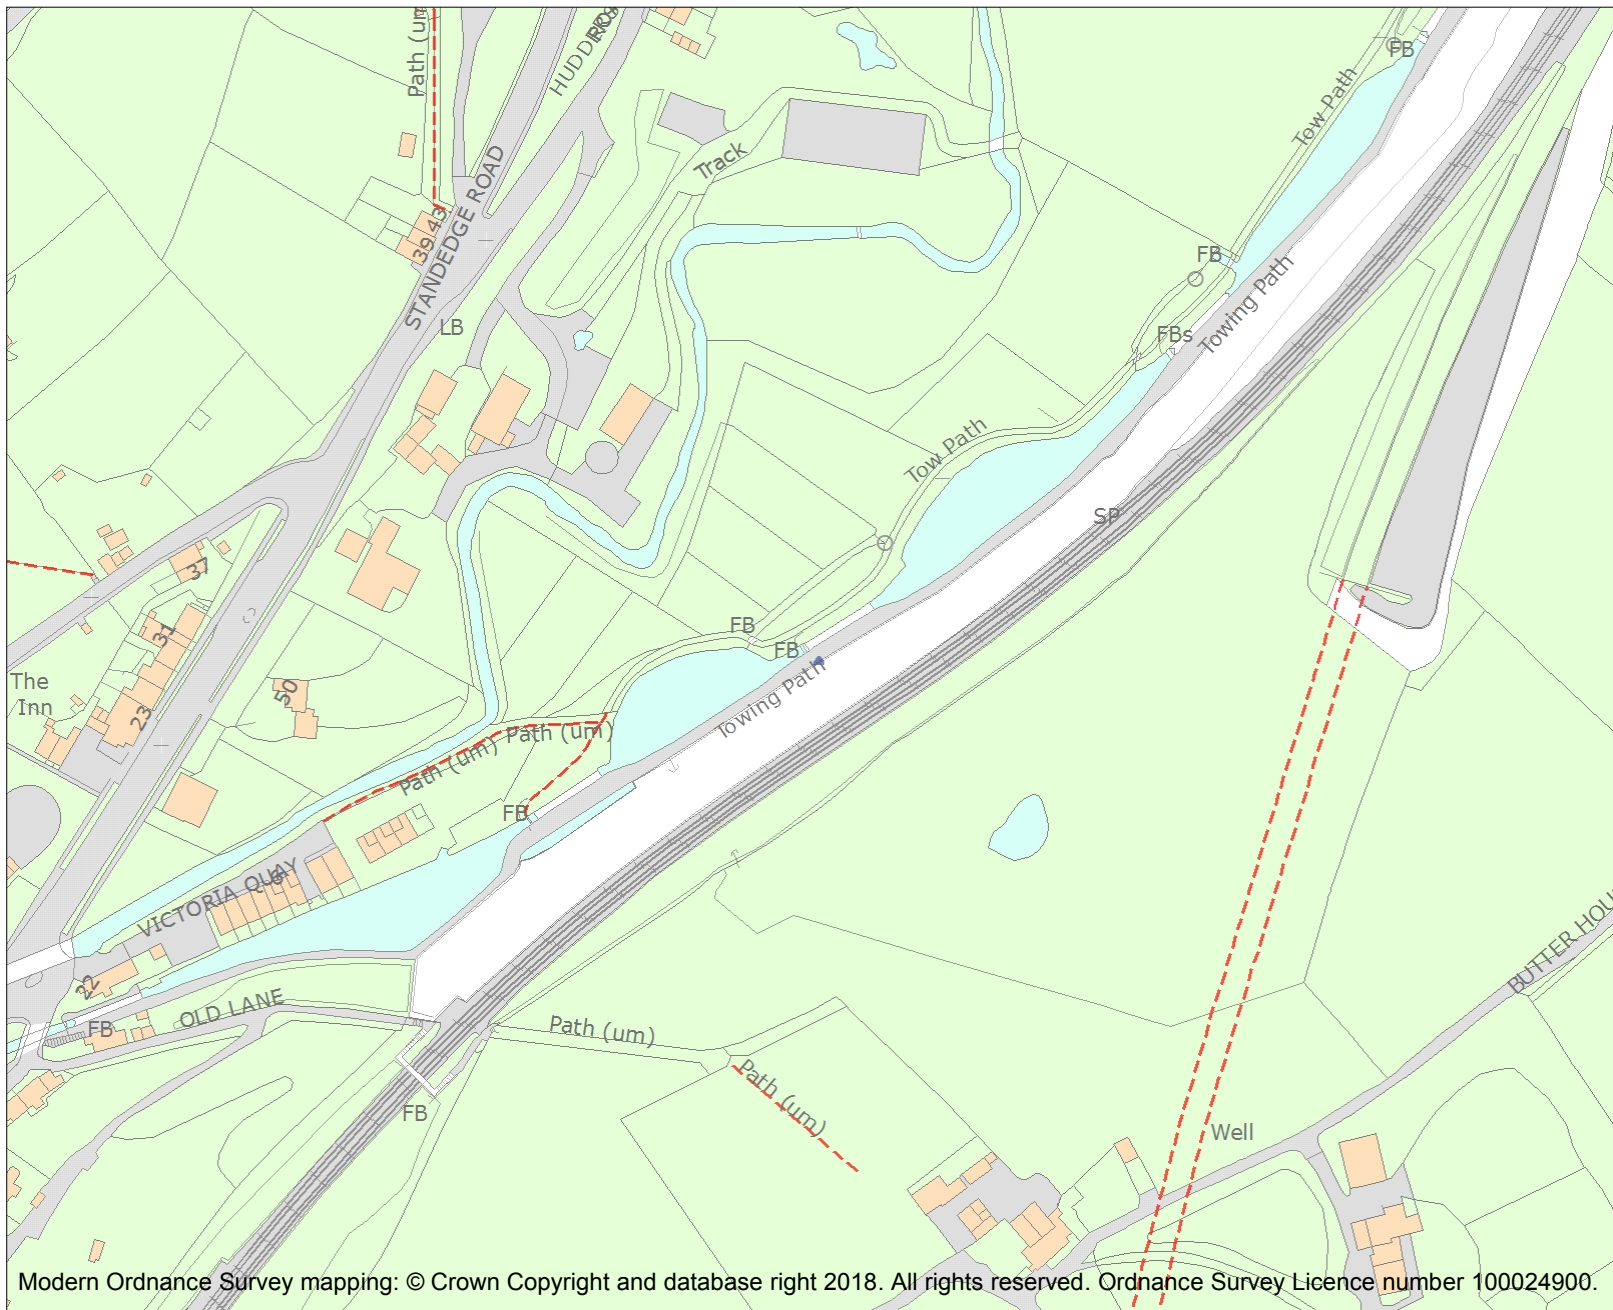 Path (um)
HUDDERS
FB
Tow Path
Track
STANDEDGE ROAD
39 43
FB
Towing Path
LB
FBs
Tow Path
SP
37
31
FB
FB
The
Inn
50
23
Towing Path
Path (um)
Path (um)
FB
VICTORIA QUAY
22
OLD LANE
FB
Path (um)
Path (um)
FB
BUTTER HOU
Well
Modern Ordnance Survey mapping: © Crown Copyright and database right 2018. All rights reserved. Ordnance Survey Licence number 100024900.